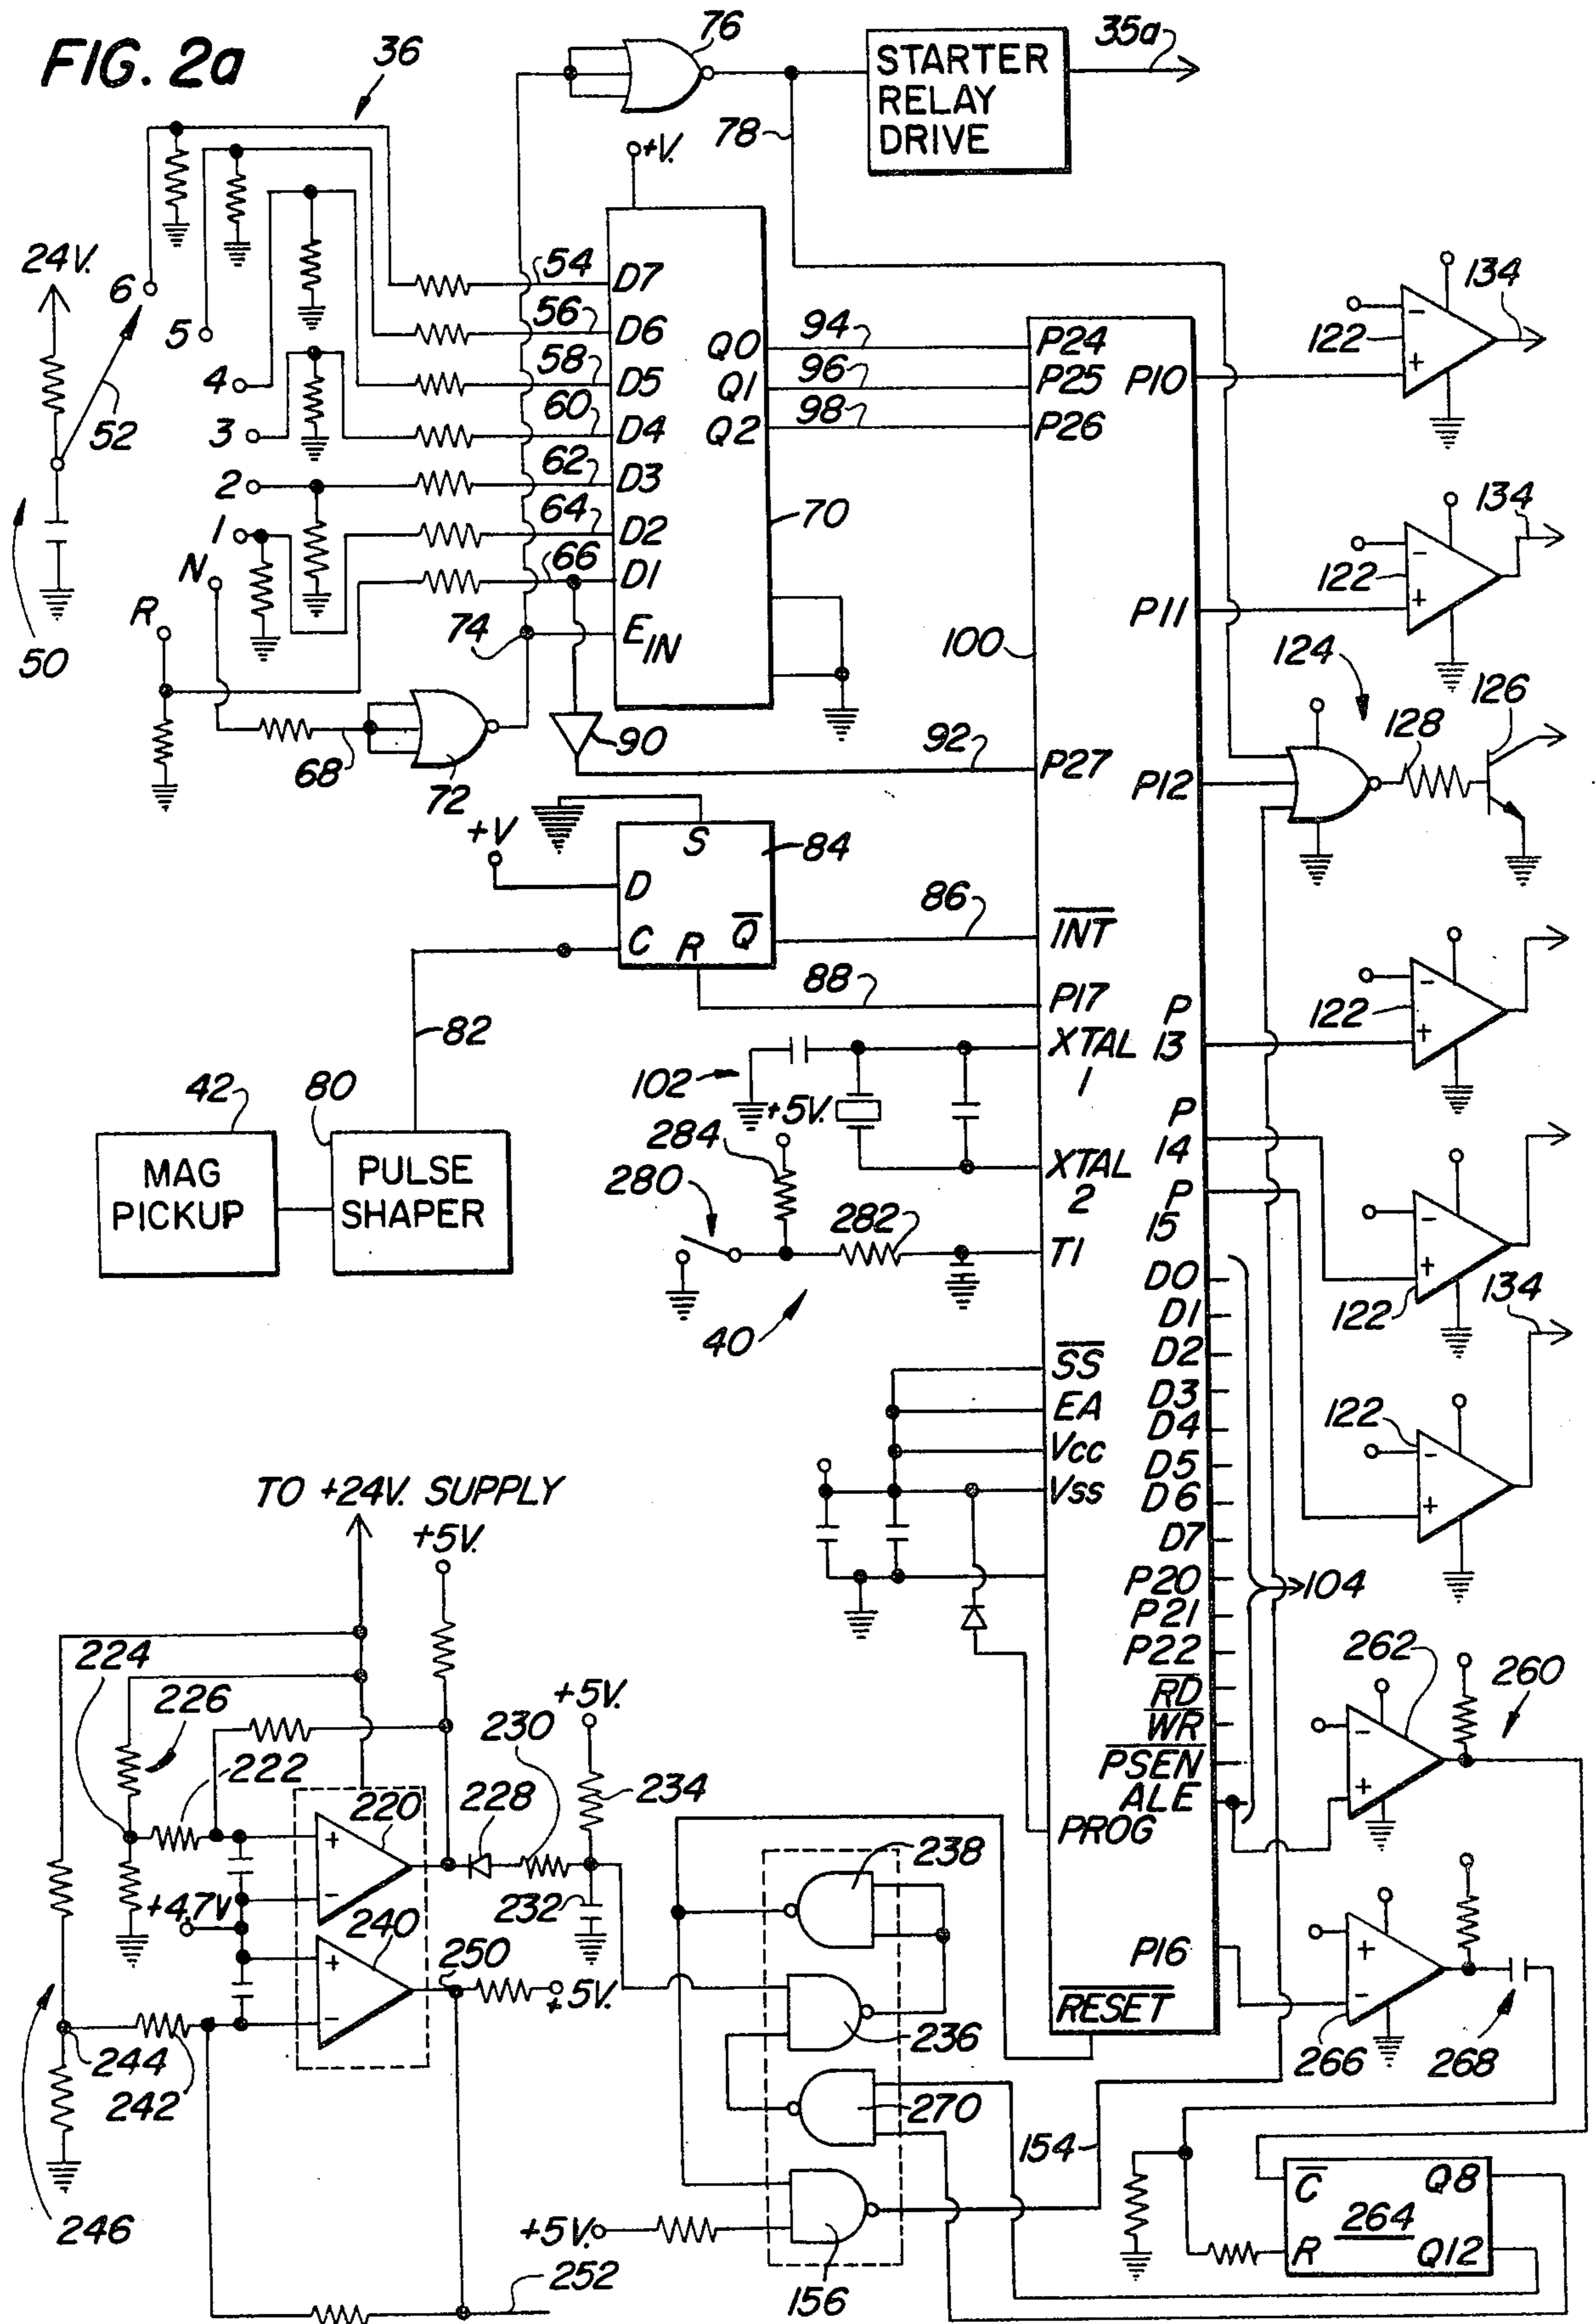 FIG. 2a
36
76
STARTER
RELAY
DRIVE
35a
78
+V.
24V.
6
5
4
3
2
1
N
R
52
50
54
56
58
60
62
64
66
D7
D6
D5
D4
D3
D2
D1
E IN
Q0
Q1
Q2
70
74
68
72
90
94
96
98
92
P24
P25
P26
P27
100
P10
P11
P12
122
134
122
134
124
126
128
+V
S
84
D
C
R
Q̅
86
88
82
I̅N̅T̅
P17
XTAL
1
XTAL
2
T1
P
13
P
14
P
15
122
122
134
122
42
80
MAG
PICKUP
PULSE
SHAPER
102
+5V.
284
280
282
40
S̅S̅
EA
Vcc
Vss
D0
D1
D2
D3
D4
D5
D6
D7
P20
P21
P22
R̅D̅
W̅R̅
P̅S̅E̅N̅
ALE
PROG
P16
R̅E̅S̅E̅T̅
104
TO +24V. SUPPLY
+5V.
224
226
222
230
+5V.
220
228
234
+4.7V
+
-
240
+
-
232
250
+5V.
244
242
246
252
238
236
270
156
+5V.
154
262
260
-
+
+
-
266
268
C̅
Q8
264
R
Q12